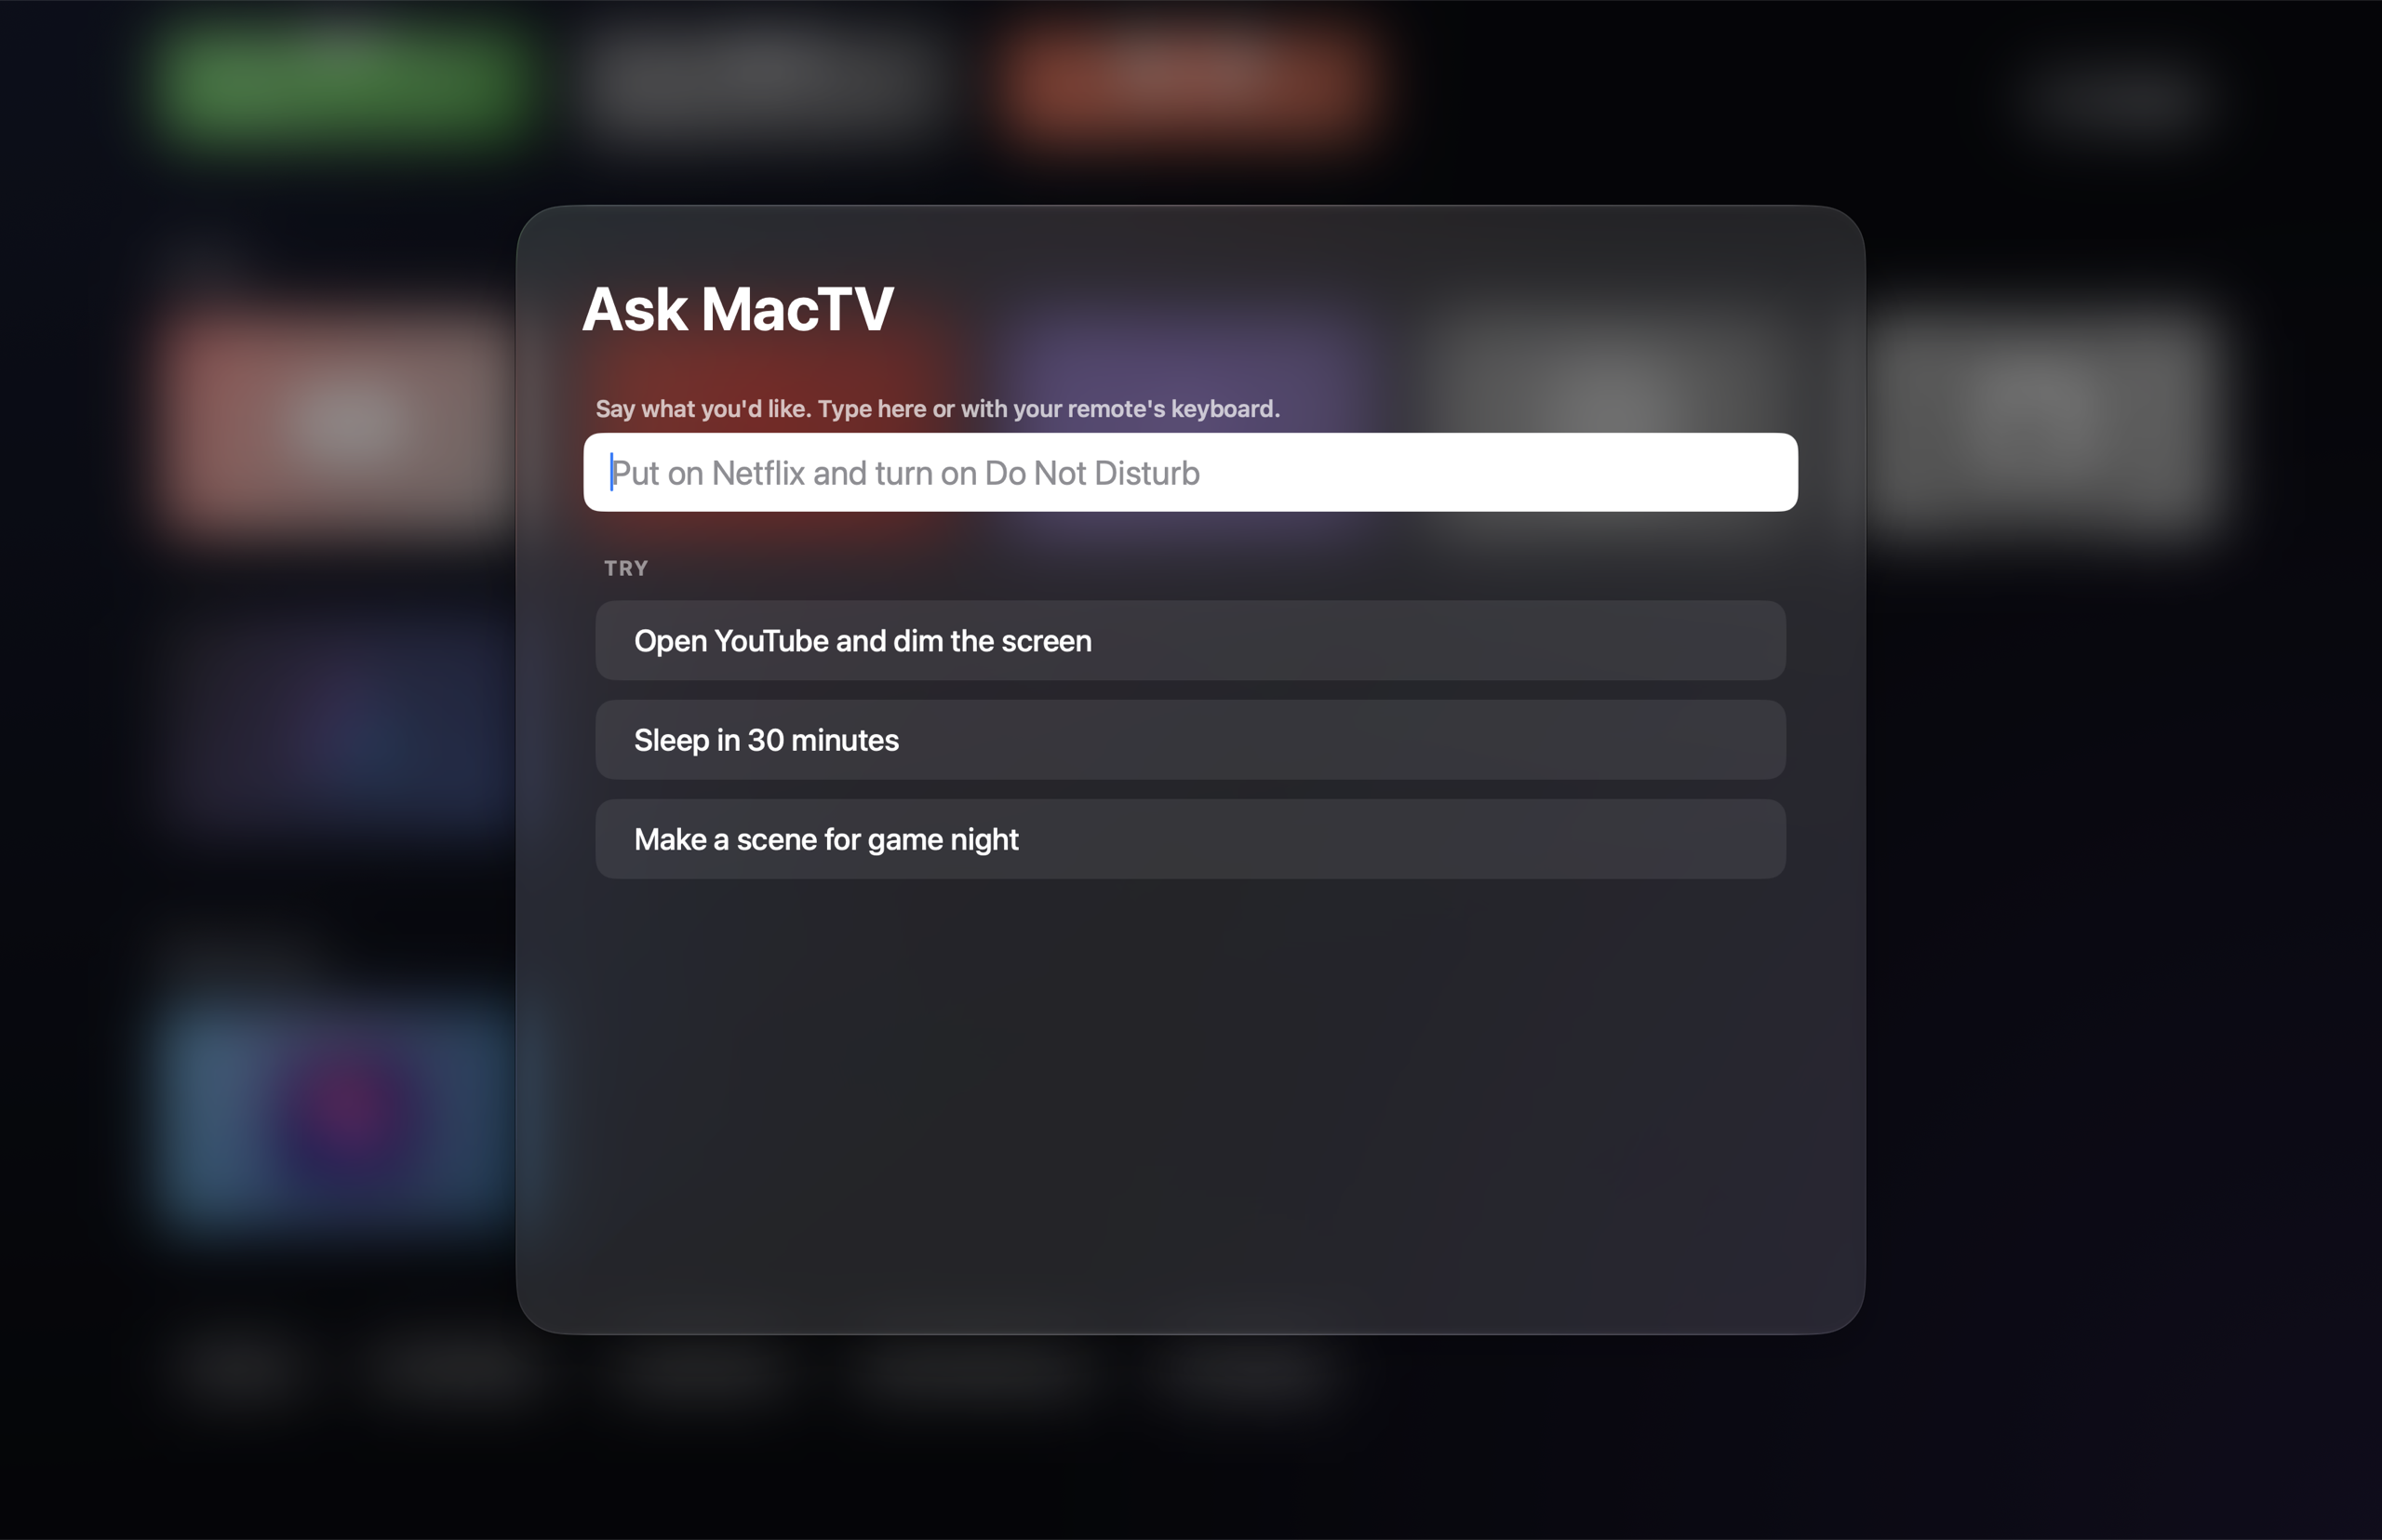 Ask MacTV
Say what you'd like. Type here or with your remote's keyboard.
Put on Netflix and turn on Do Not Disturb
TRY
Open YouTube and dim the screen
Sleep in 30 minutes
Make a scene for game night